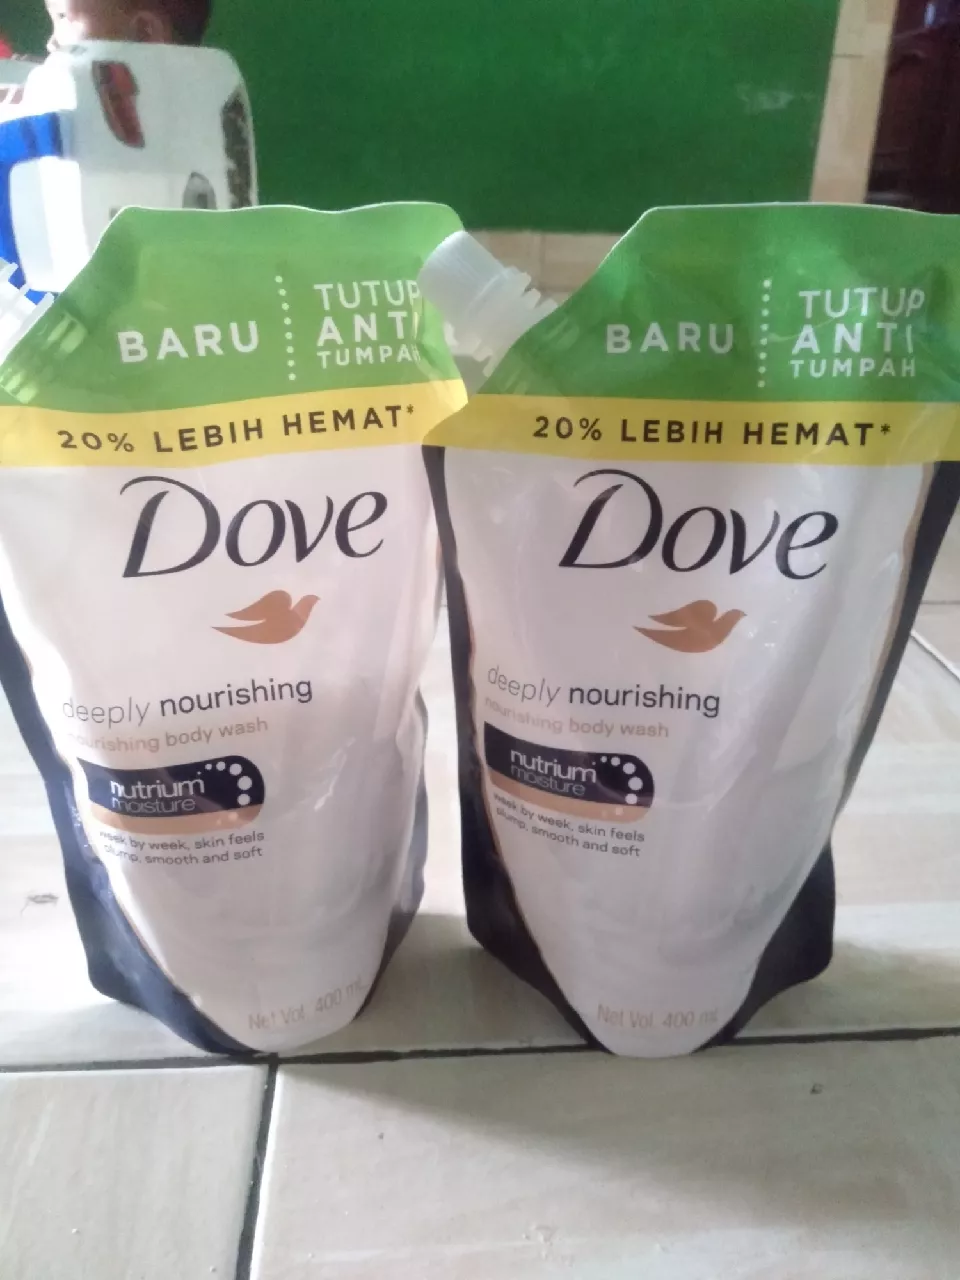 BARU
TUTUP
ANTI
TUMPAH
20% LEBIH HEMAT*
Dove
deeply nourishing
nourishing body wash
nutrium
moisture
week by week, skin feels
plump, smooth and soft
Net Vol. 400 ml
BARU
TUTUP
ANTI
TUMPAH
20% LEBIH HEMAT*
Dove
deeply nourishing
nourishing body wash
nutrium
moisture
week by week, skin feels
plump, smooth and soft
Net Vol. 400 ml